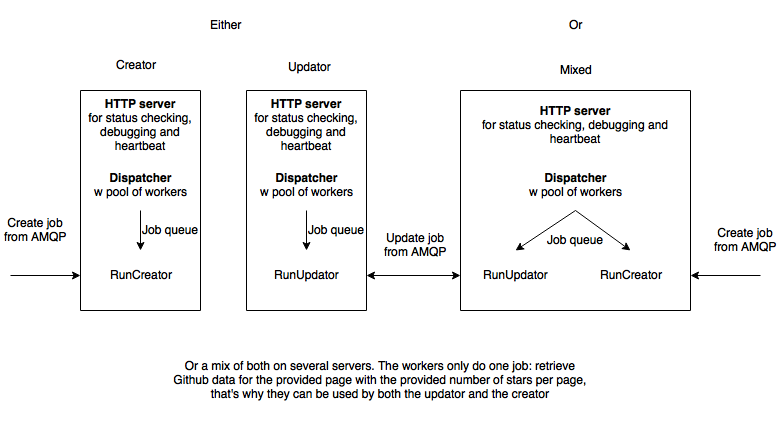 Either
Or
Creator
Updator
Mixed
HTTP server
for status checking,
debugging and
heartbeat
Dispatcher
w pool of workers
Job queue
RunCreator
HTTP server
for status checking,
debugging and
heartbeat
Dispatcher
w pool of workers
Job queue
RunUpdator
HTTP server
for status checking, debugging and
heartbeat
Dispatcher
w pool of workers
Job queue
RunUpdator
RunCreator
Create job
from AMQP
Update job
from AMQP
Create job
from AMQP
Or a mix of both on several servers. The workers only do one job: retrieve
Github data for the provided page with the provided number of stars per page,
that's why they can be used by both the updator and the creator